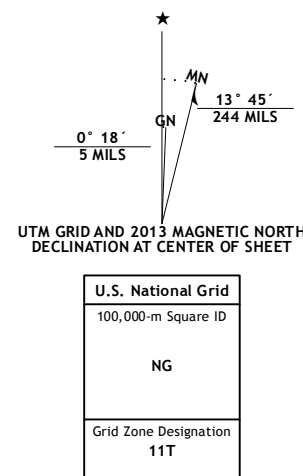 ★
MN
GN
13° 45´
244 MILS
0° 18´
5 MILS
UTM GRID AND 2013 MAGNETIC NORTH
DECLINATION AT CENTER OF SHEET
U.S. National Grid
100,000-m Square ID
NG
Grid Zone Designation
11T